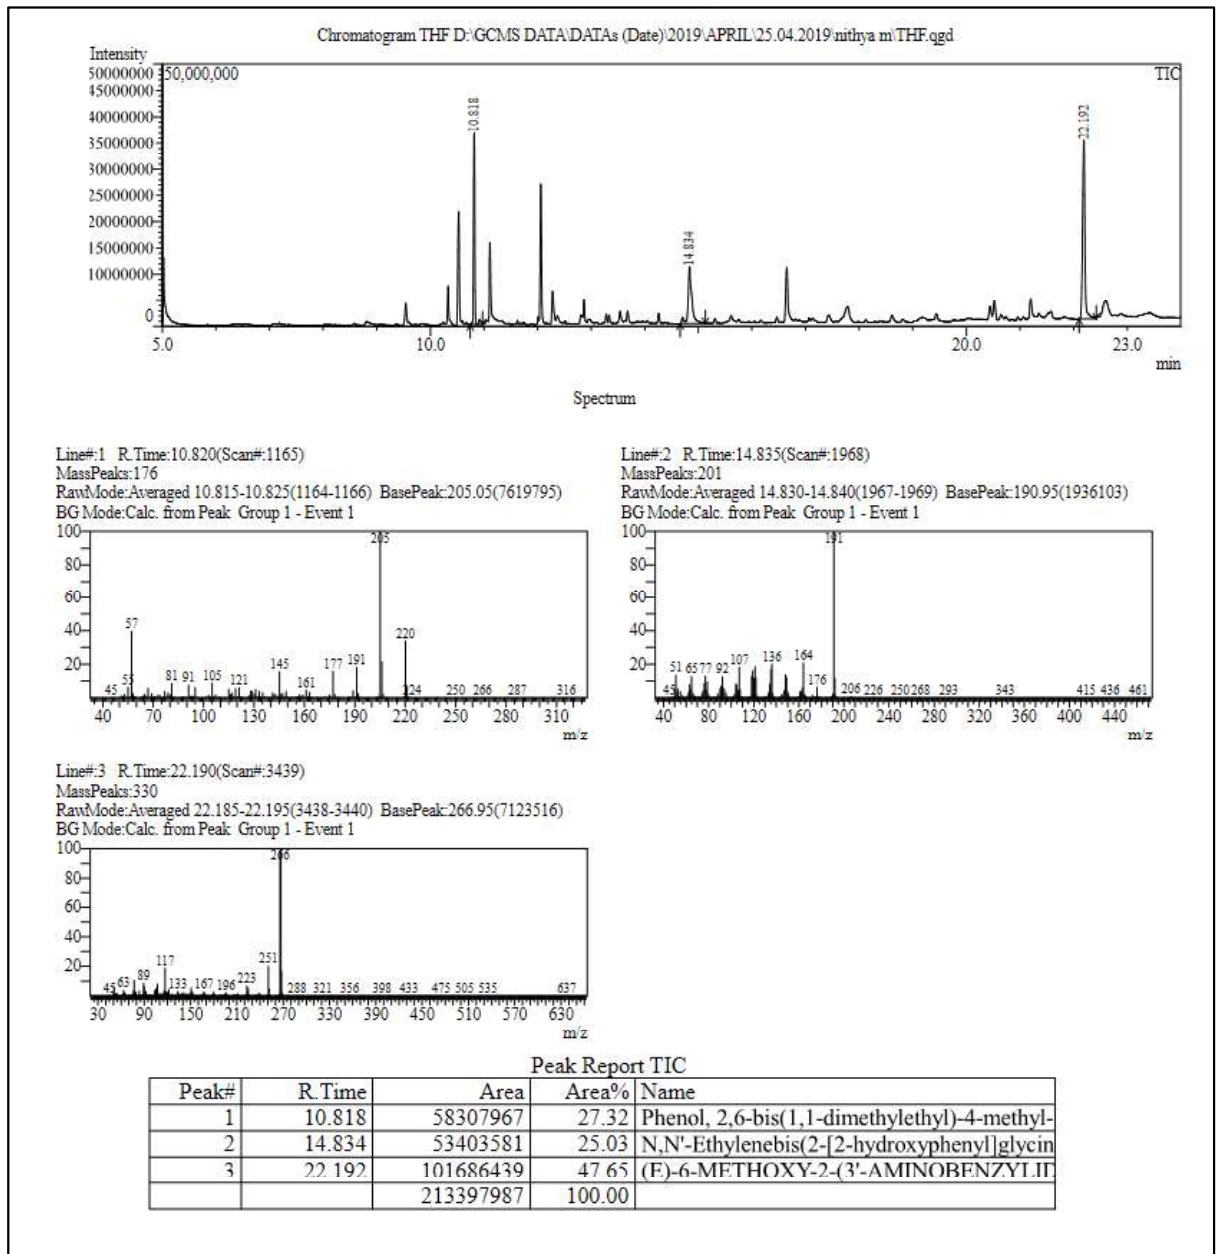 Chromatogram THF D:\GCMS DATA\DATAs (Date)\2019\APRIL\25.04.2019\nithya m\THF.qgd
Intensity
50000000 50,000,000 TIC
45000000
40000000
35000000
30000000
25000000
20000000
15000000
10000000
0
10.818
14.834
22.192
5.0 10.0 20.0 23.0
min
Spectrum
Line#:1 R.Time:10.820(Scan#:1165)
MassPeaks:176
RawMode:Averaged 10.815-10.825(1164-1166) BasePeak:205.05(7619795)
BG Mode:Calc. from Peak Group 1 - Event 1
100
80
60
40
20
205
57
220
45 55 81 91 105 121 145 161 177 191 224 250 266 287 316
40 70 100 130 160 190 220 250 280 310
m/z
Line#:2 R.Time:14.835(Scan#:1968)
MassPeaks:201
RawMode:Averaged 14.830-14.840(1967-1969) BasePeak:190.95(1936103)
BG Mode:Calc. from Peak Group 1 - Event 1
100
80
60
40
20
191
45 51 65 77 92 107 136 164 176 206 226 250 268 293 343 415 436 461
40 80 120 160 200 240 280 320 360 400 440
m/z
Line#:3 R.Time:22.190(Scan#:3439)
MassPeaks:330
RawMode:Averaged 22.185-22.195(3438-3440) BasePeak:266.95(7123516)
BG Mode:Calc. from Peak Group 1 - Event 1
100
80
60
40
20
266
45 63 89 117 133 167 196 223 251 288 321 356 398 433 475 505 535 637
30 90 150 210 270 330 390 450 510 570 630
m/z
Peak Report TIC
Peak# R.Time Area Area% Name
1 10.818 58307967 27.32 Phenol, 2,6-bis(1,1-dimethylethyl)-4-methyl-
2 14.834 53403581 25.03 N,N'-Ethylenebis(2-[2-hydroxyphenyl]glycin
3 22.192 101686439 47.65 (E)-6-METHOXY-2-(3'-AMINOBENZYLID
213397987 100.00